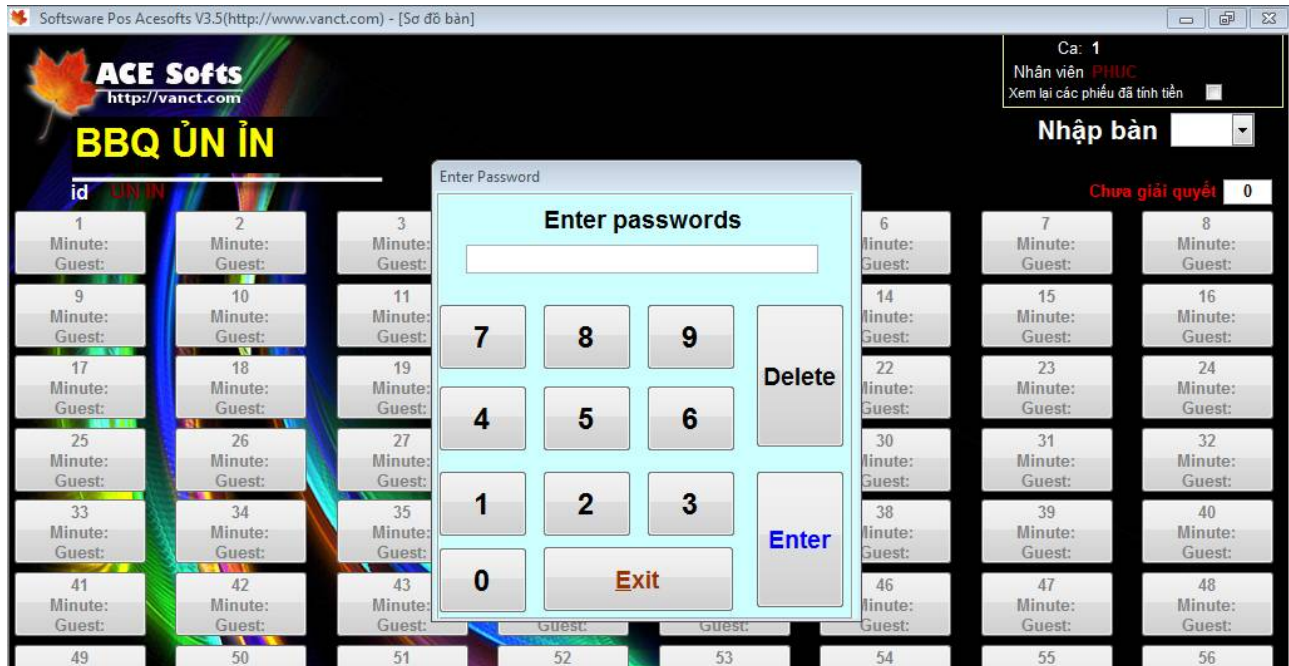 Softsware Pos Acesofts V3.5(http://www.vanct.com) - [Sơ đồ bàn]
ACE Softs
http://vanct.com
BBQ ỦN ỈN
id UN IN
Ca: 1
Nhân viên PHUC
Xem lại các phiếu đã tính tiền
Nhập bàn
Chưa giải quyết 0
Enter Password
Enter passwords
7 8 9
Delete
4 5 6
1 2 3
Enter
0 Exit
1 2 3 6 7 8
Minute: Minute: Minute: Minute: Minute: Minute:
Guest: Guest: Guest: Guest: Guest: Guest:
9 10 11 14 15 16
Minute: Minute: Minute: Minute: Minute: Minute:
Guest: Guest: Guest: Guest: Guest: Guest:
17 18 19 22 23 24
Minute: Minute: Minute: Minute: Minute: Minute:
Guest: Guest: Guest: Guest: Guest: Guest:
25 26 27 30 31 32
Minute: Minute: Minute: Minute: Minute: Minute:
Guest: Guest: Guest: Guest: Guest: Guest:
33 34 35 38 39 40
Minute: Minute: Minute: Minute: Minute: Minute:
Guest: Guest: Guest: Guest: Guest: Guest:
41 42 43 46 47 48
Minute: Minute: Minute: Minute: Minute: Minute:
Guest: Guest: Guest: Guest: Guest: Guest: Guest: Guest:
49 50 51 52 53 54 55 56